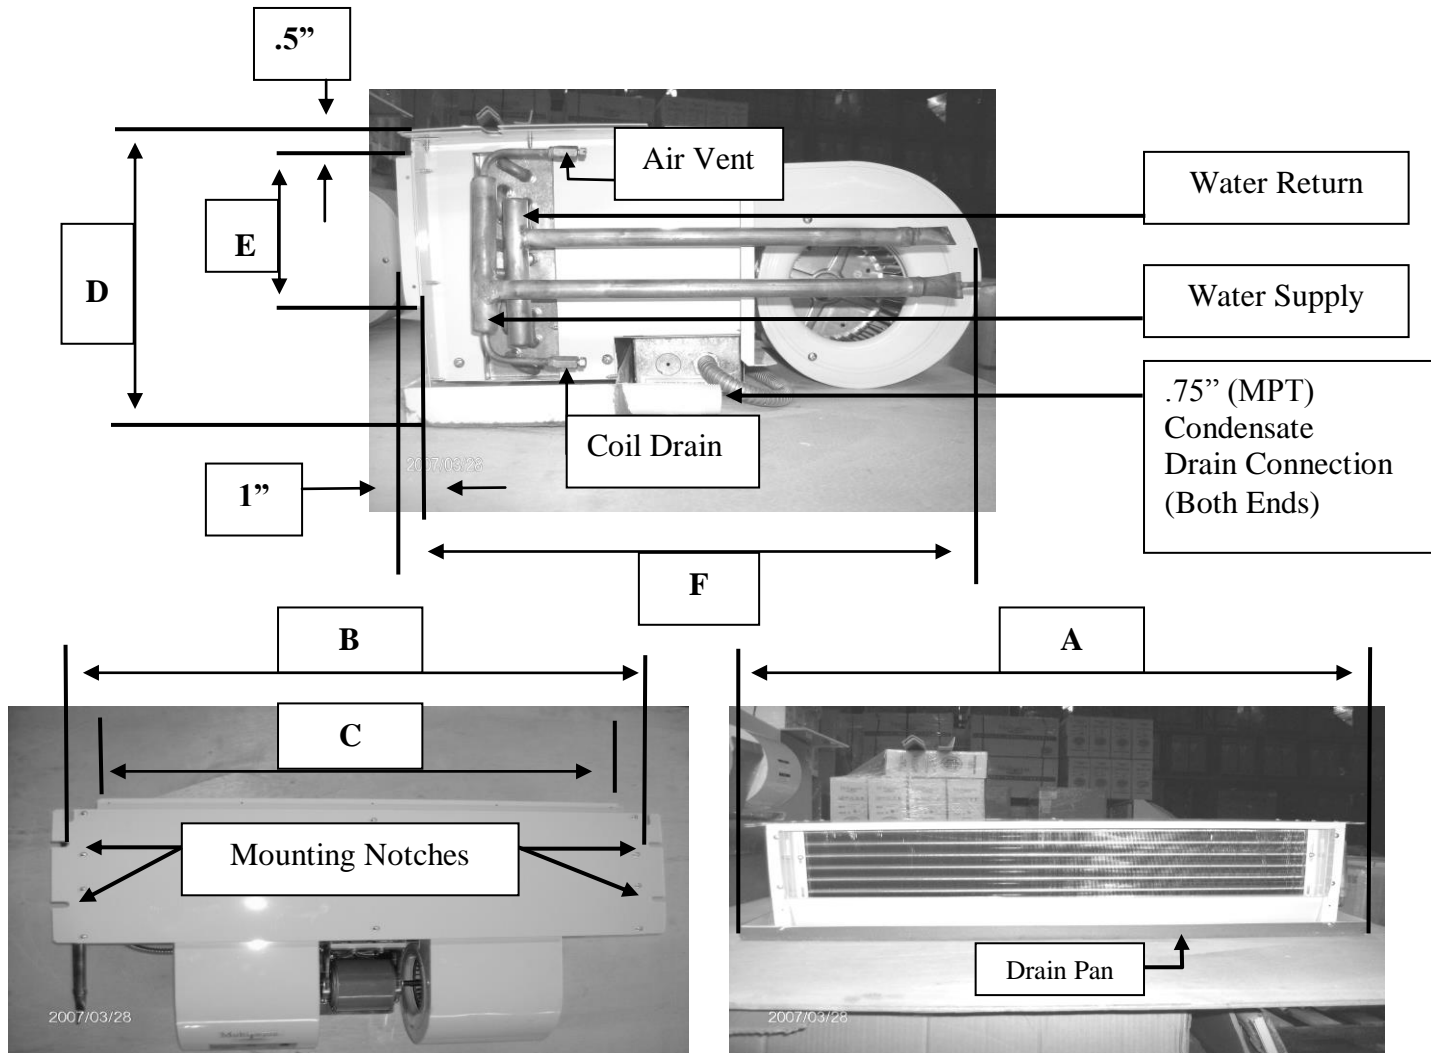 .5”
Air Vent
Water Return
E
D
Water Supply
.75” (MPT)
Condensate
Drain Connection
(Both Ends)
Coil Drain
2007/03/28
1”
F
B
A
C
Mounting Notches
Drain Pan
2007/03/28
2007/03/28